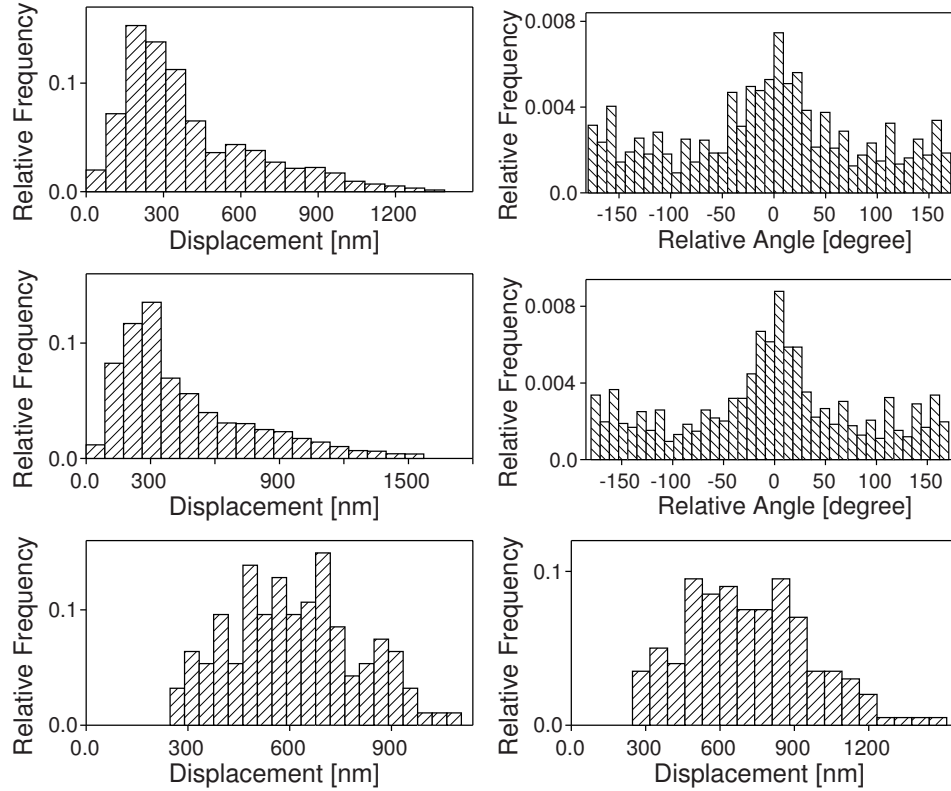 Relative Frequency
0.1
0.0
0.0 300 600 900 1200
Displacement [nm]
Relative Frequency
0.008
0.004
0.0
-150 -100 -50 0 50 100 150
Relative Angle [degree]
Relative Frequency
0.1
0.0
0.0 300 900 1500
Displacement [nm]
Relative Frequency
0.008
0.004
0.0
-150 -100 -50 0 50 100 150
Relative Angle [degree]
Relative Frequency
0.1
0.0
0.0 300 600 900
Displacement [nm]
Relative Frequency
0.1
0.0
0.0 300 600 900 1200
Displacement [nm]